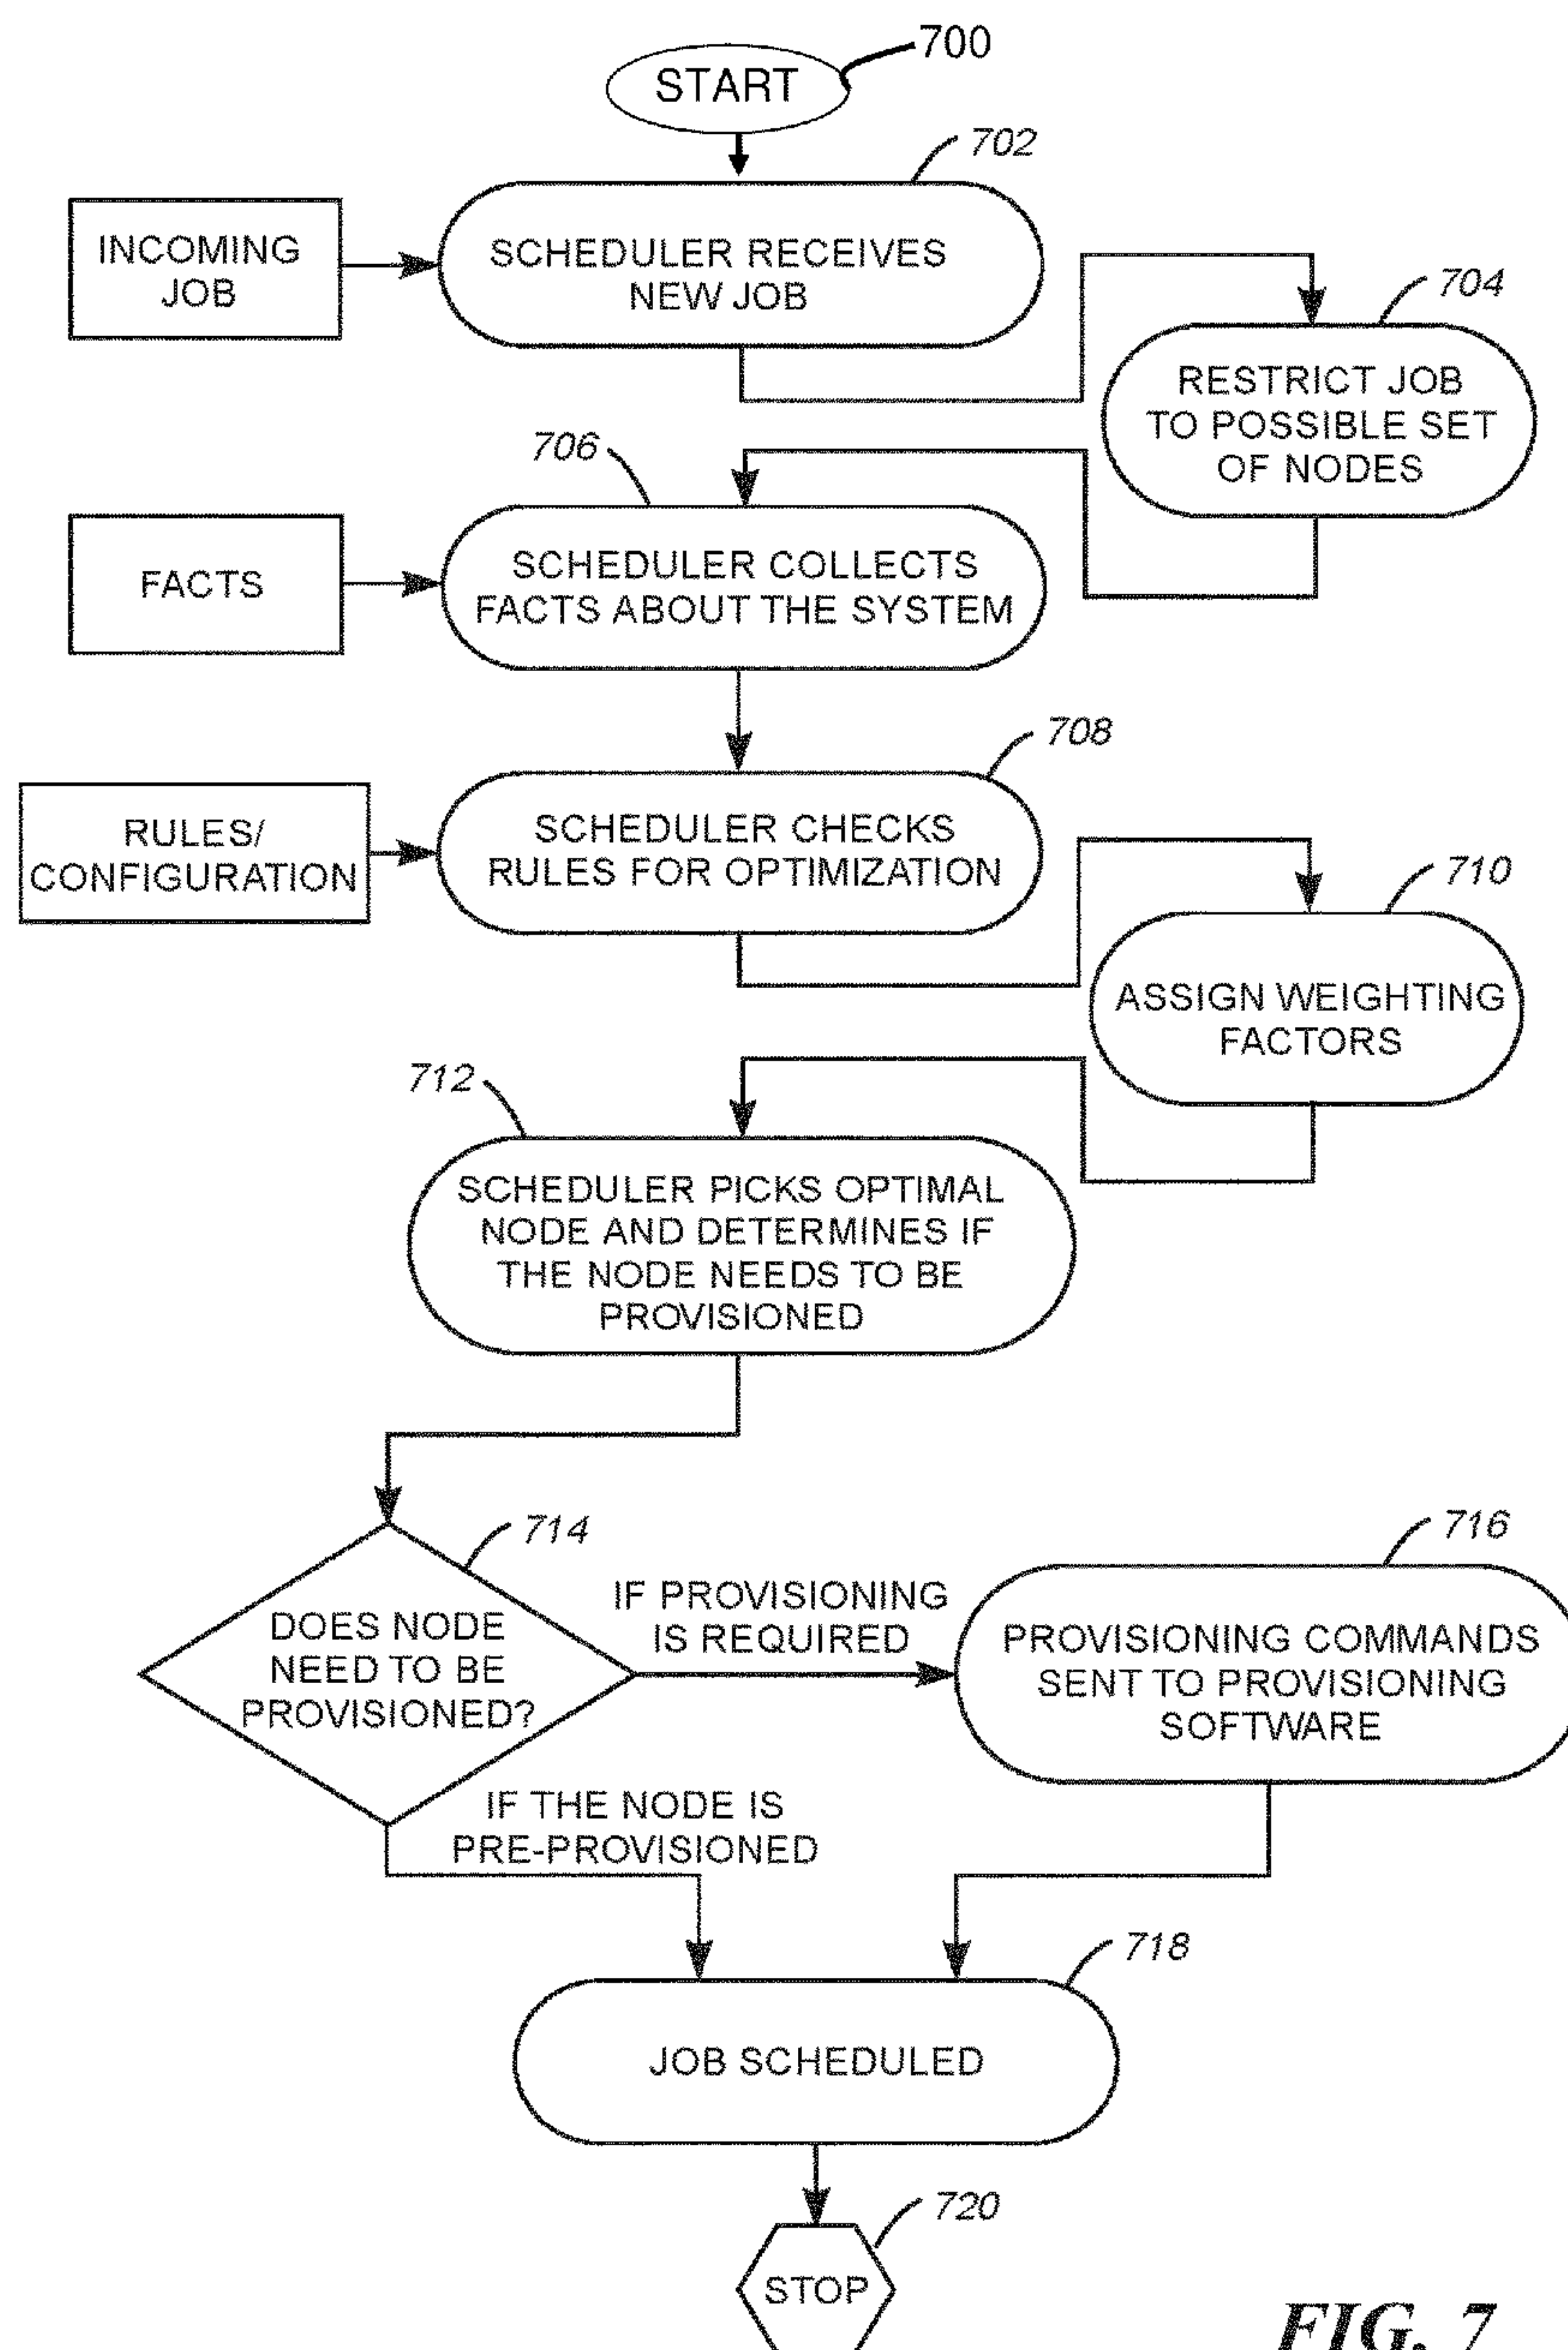 START
700
702
INCOMING
JOB
SCHEDULER RECEIVES
NEW JOB
704
RESTRICT JOB
TO POSSIBLE SET
OF NODES
706
FACTS
SCHEDULER COLLECTS
FACTS ABOUT THE SYSTEM
708
RULES/
CONFIGURATION
SCHEDULER CHECKS
RULES FOR OPTIMIZATION
710
ASSIGN WEIGHTING
FACTORS
712
SCHEDULER PICKS OPTIMAL
NODE AND DETERMINES IF
THE NODE NEEDS TO BE
PROVISIONED
714
DOES NODE
NEED TO BE
PROVISIONED?
IF PROVISIONING
IS REQUIRED
716
PROVISIONING COMMANDS
SENT TO PROVISIONING
SOFTWARE
IF THE NODE IS
PRE-PROVISIONED
718
JOB SCHEDULED
720
STOP
FIG. 7